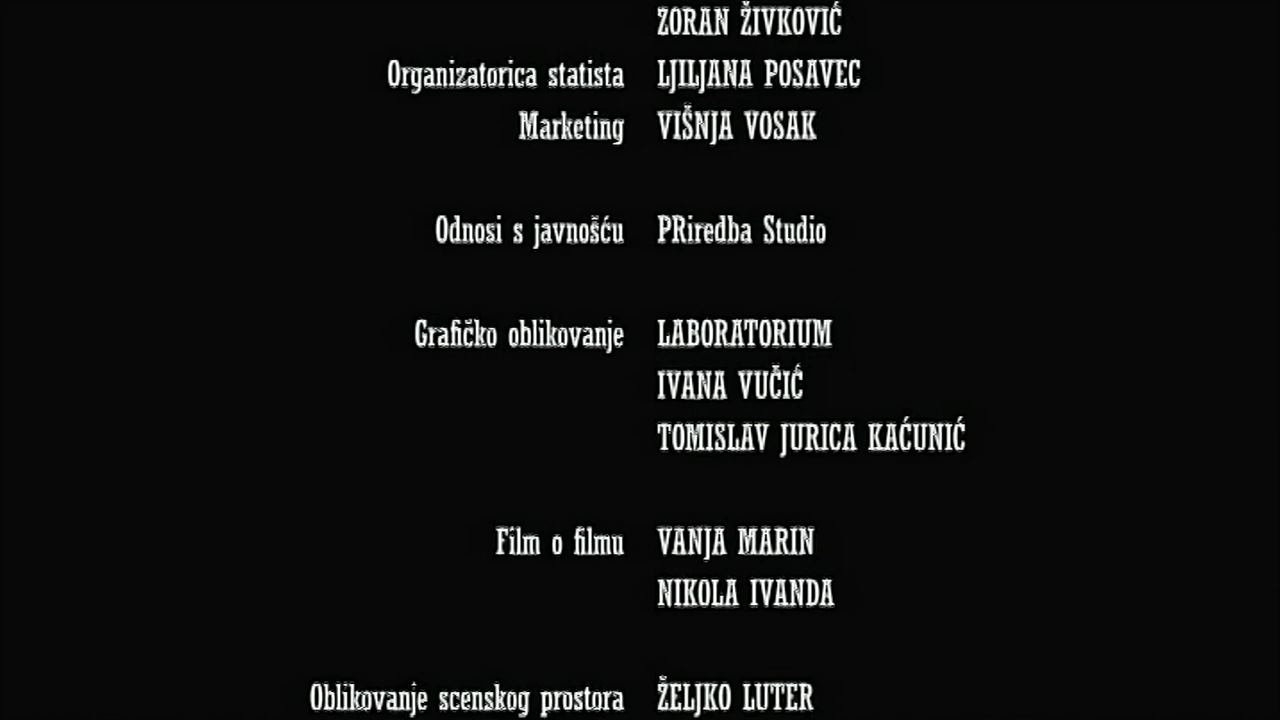 ZORAN ŽIVKOVIĆ
Organizatorica statista LJILJANA POSAVEC
Marketing VIŠNJA VOSAK
Odnosi s javnošću PRiredba Studio
Grafičko oblikovanje LABORATORIUM
IVANA VUČIĆ
TOMISLAV JURICA KAĆUNIĆ
Film o filmu VANJA MARIN
NIKOLA IVANDA
Oblikovanje scenskog prostora ŽELJKO LUTER